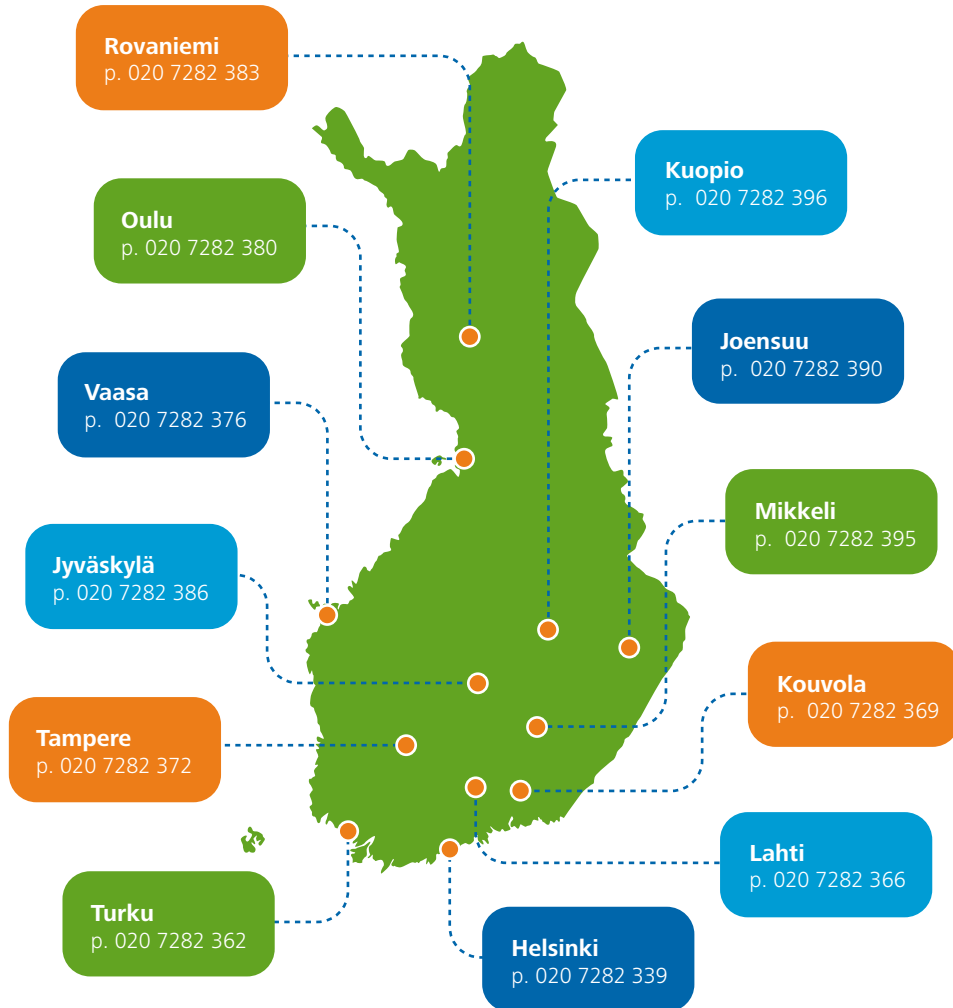 Rovaniemi
p. 020 7282 383
Kuopio
p. 020 7282 396
Oulu
p. 020 7282 380
Joensuu
p. 020 7282 390
Vaasa
p. 020 7282 376
Mikkeli
p. 020 7282 395
Jyväskylä
p. 020 7282 386
Kouvola
p. 020 7282 369
Tampere
p. 020 7282 372
Lahti
p. 020 7282 366
Turku
p. 020 7282 362
Helsinki
p. 020 7282 339